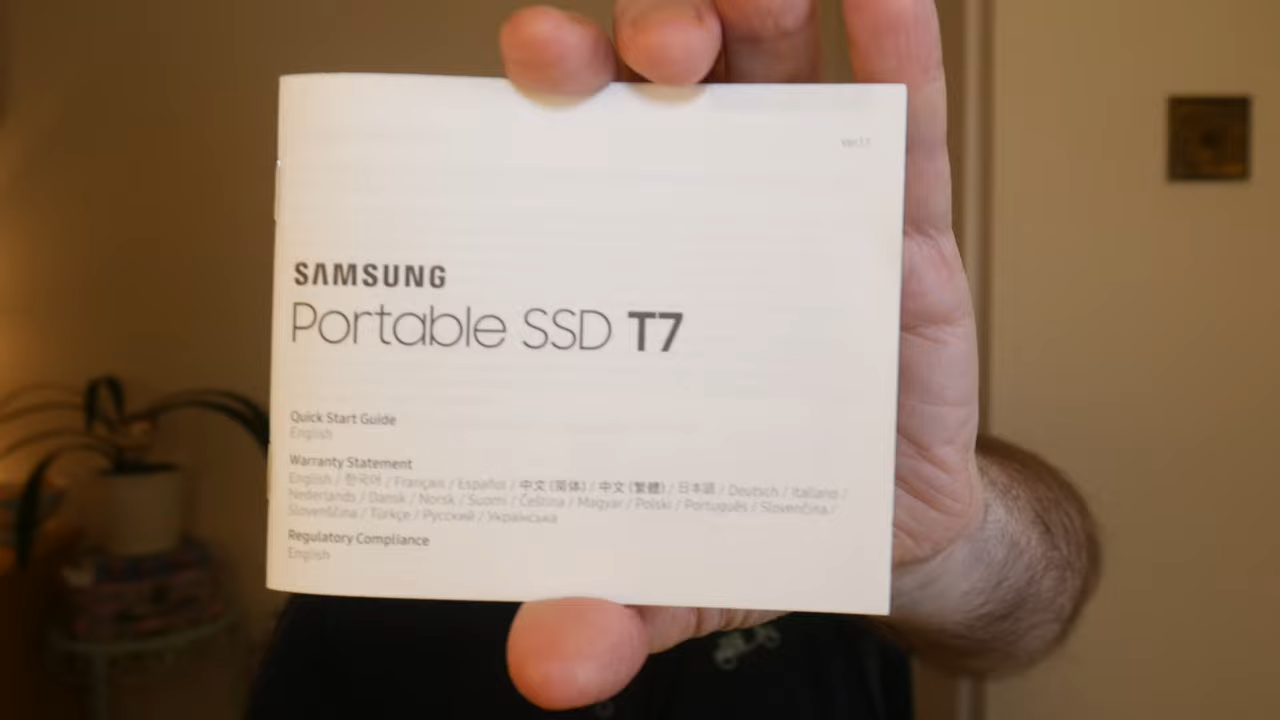 Ver.1.1
SAMSUNG
Portable SSD T7
Quick Start Guide
English
Warranty Statement
English / 한국어 / Français / Español / 中文 (简体) / 中文 (繁體) / 日本語 / Deutsch / Italiano /
Nederlands / Dansk / Norsk / Suomi / Čeština / Magyar / Polski / Português / Slovenčina /
Slovenščina / Türkçe / Русский / Українська
Regulatory Compliance
English